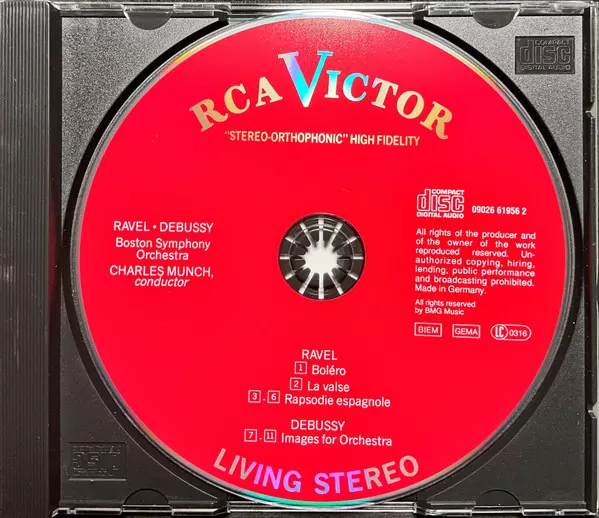 COMPACT
disc
DIGITAL AUDIO
RCA VICTOR
"STEREO-ORTHOPHONIC" HIGH FIDELITY
COMPACT
disc
DIGITAL AUDIO
09026 61956 2
RAVEL • DEBUSSY
Boston Symphony
Orchestra
CHARLES MUNCH,
conductor
All rights of the producer and
of the owner of the work
reproduced reserved. Un-
authorized copying, hiring,
lending, public performance
and broadcasting prohibited.
Made in Germany.
All rights reserved
by BMG Music
BIEM GEMA LC 0316
RAVEL
1 Boléro
2 La valse
3 - 6 Rapsodie espagnole
DEBUSSY
7 - 11 Images for Orchestra
LIVING STEREO